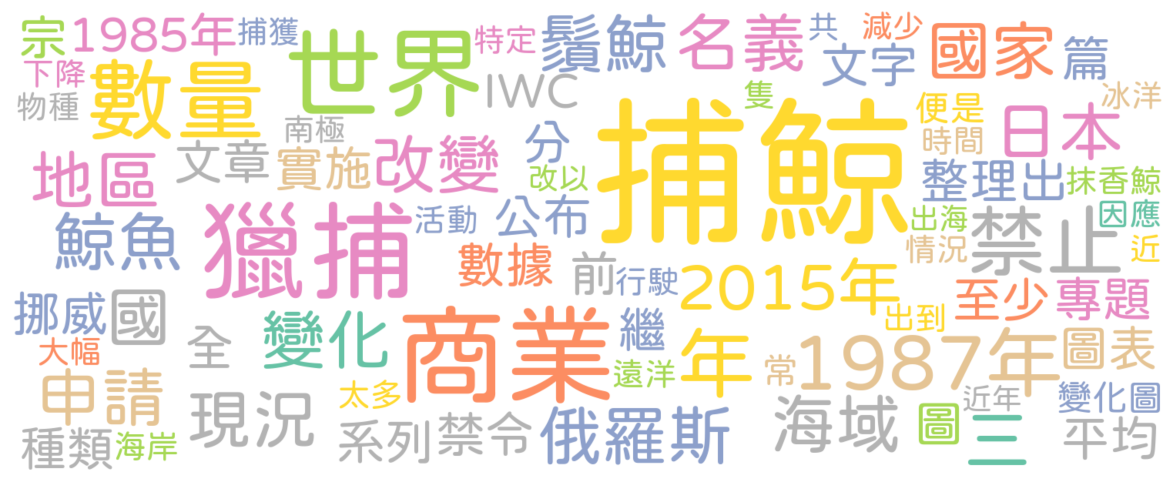 宗
1985年
捕獲
世界
特定
鬚鯨
名義
共
減少
文字
國家
篇
下降
數量
IWC
隻
捕鯨
便是
冰洋
物種
南極
時間
日本
地區
文章
實施
改變
分
改以
整理出
抹香鯨
鯨魚
獵捕
活動
公布
出海
禁止
因應
情況
近
數據
前
行駛
2015年
至少
專題
挪威
國
全
變化
商業
繼
年
出到
1987年
圖表
大幅
遠洋
常
申請
現況
太多
系列
禁令
俄羅斯
海域
圖
三
近年
變化圖
平均
種類
海岸